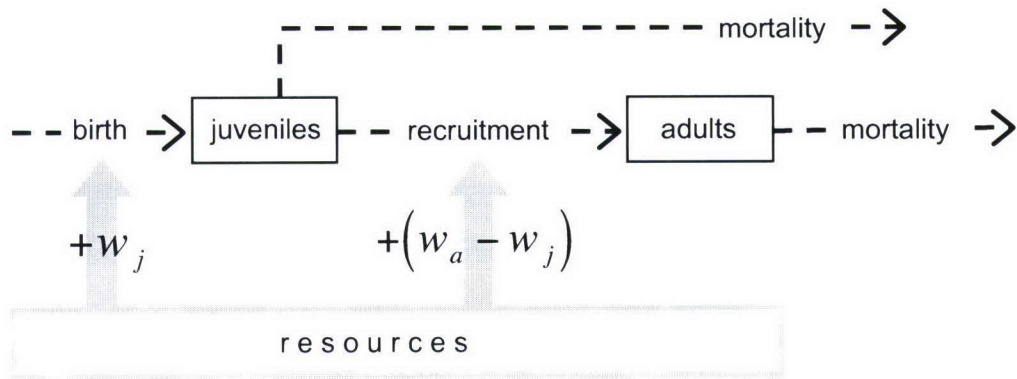 mortality
birth juveniles recruitment adults mortality
+w_j +(w_a − w_j)
resources